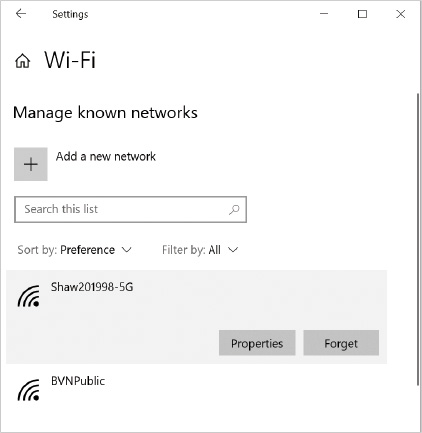 Settings
Wi-Fi
Manage known networks
Add a new network
Search this list
Sort by: Preference Filter by: All
Shaw201998-5G
Properties Forget
BVNPublic